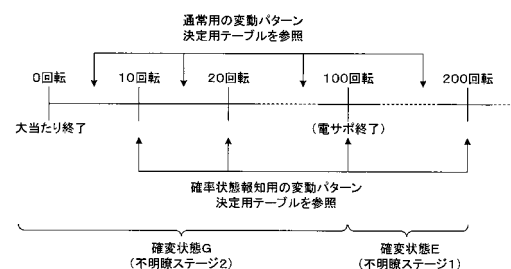 通常用の変動パターン
決定用テーブルを参照
0回転
10回転
20回転
100回転
200回転
大当たり終了
(電サポ終了)
確率状態報知用の変動パターン
決定用テーブルを参照
確変状態G
(不明瞭ステージ2)
確変状態E
(不明瞭ステージ1)